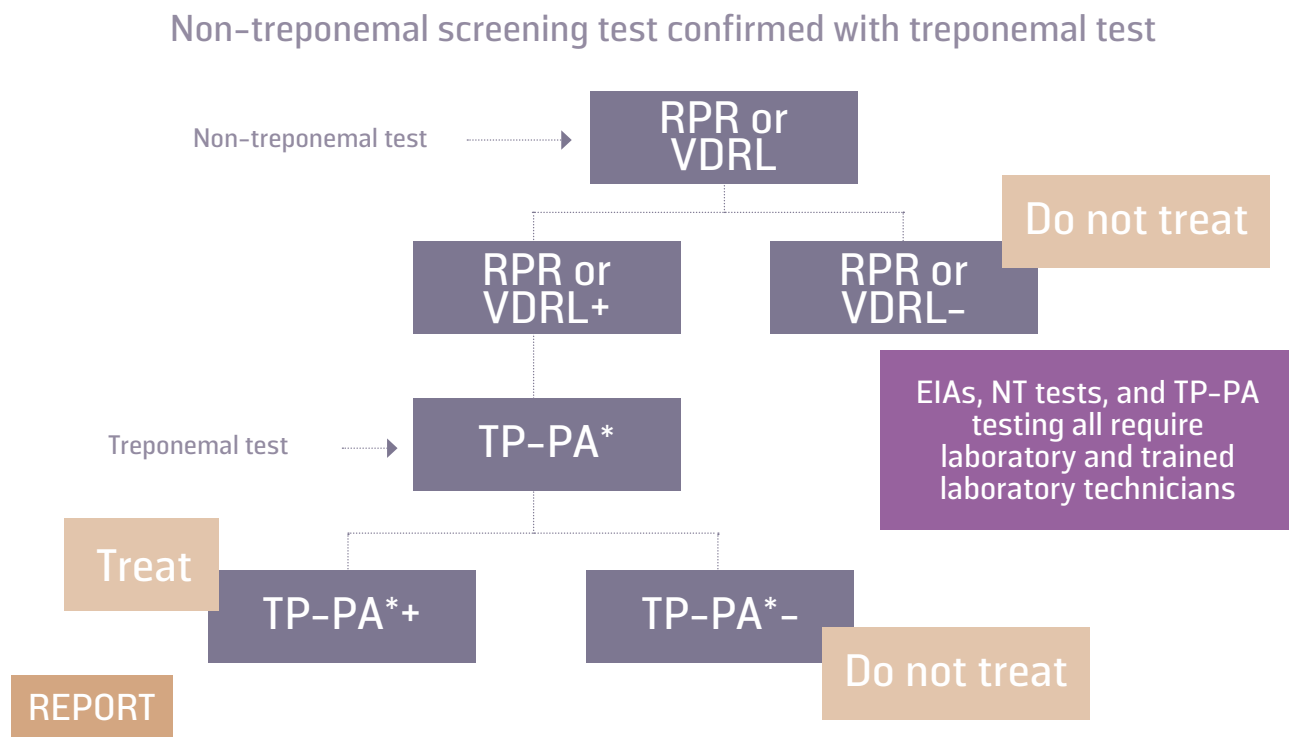 Non-treponemal screening test confirmed with treponemal test
Non-treponemal test
RPR or
VDRL
Do not treat
RPR or
VDRL+
RPR or
VDRL-
EIAs, NT tests, and TP-PA
testing all require
laboratory and trained
laboratory technicians
Treponemal test
TP-PA*
Treat
TP-PA*+
TP-PA*-
Do not treat
REPORT